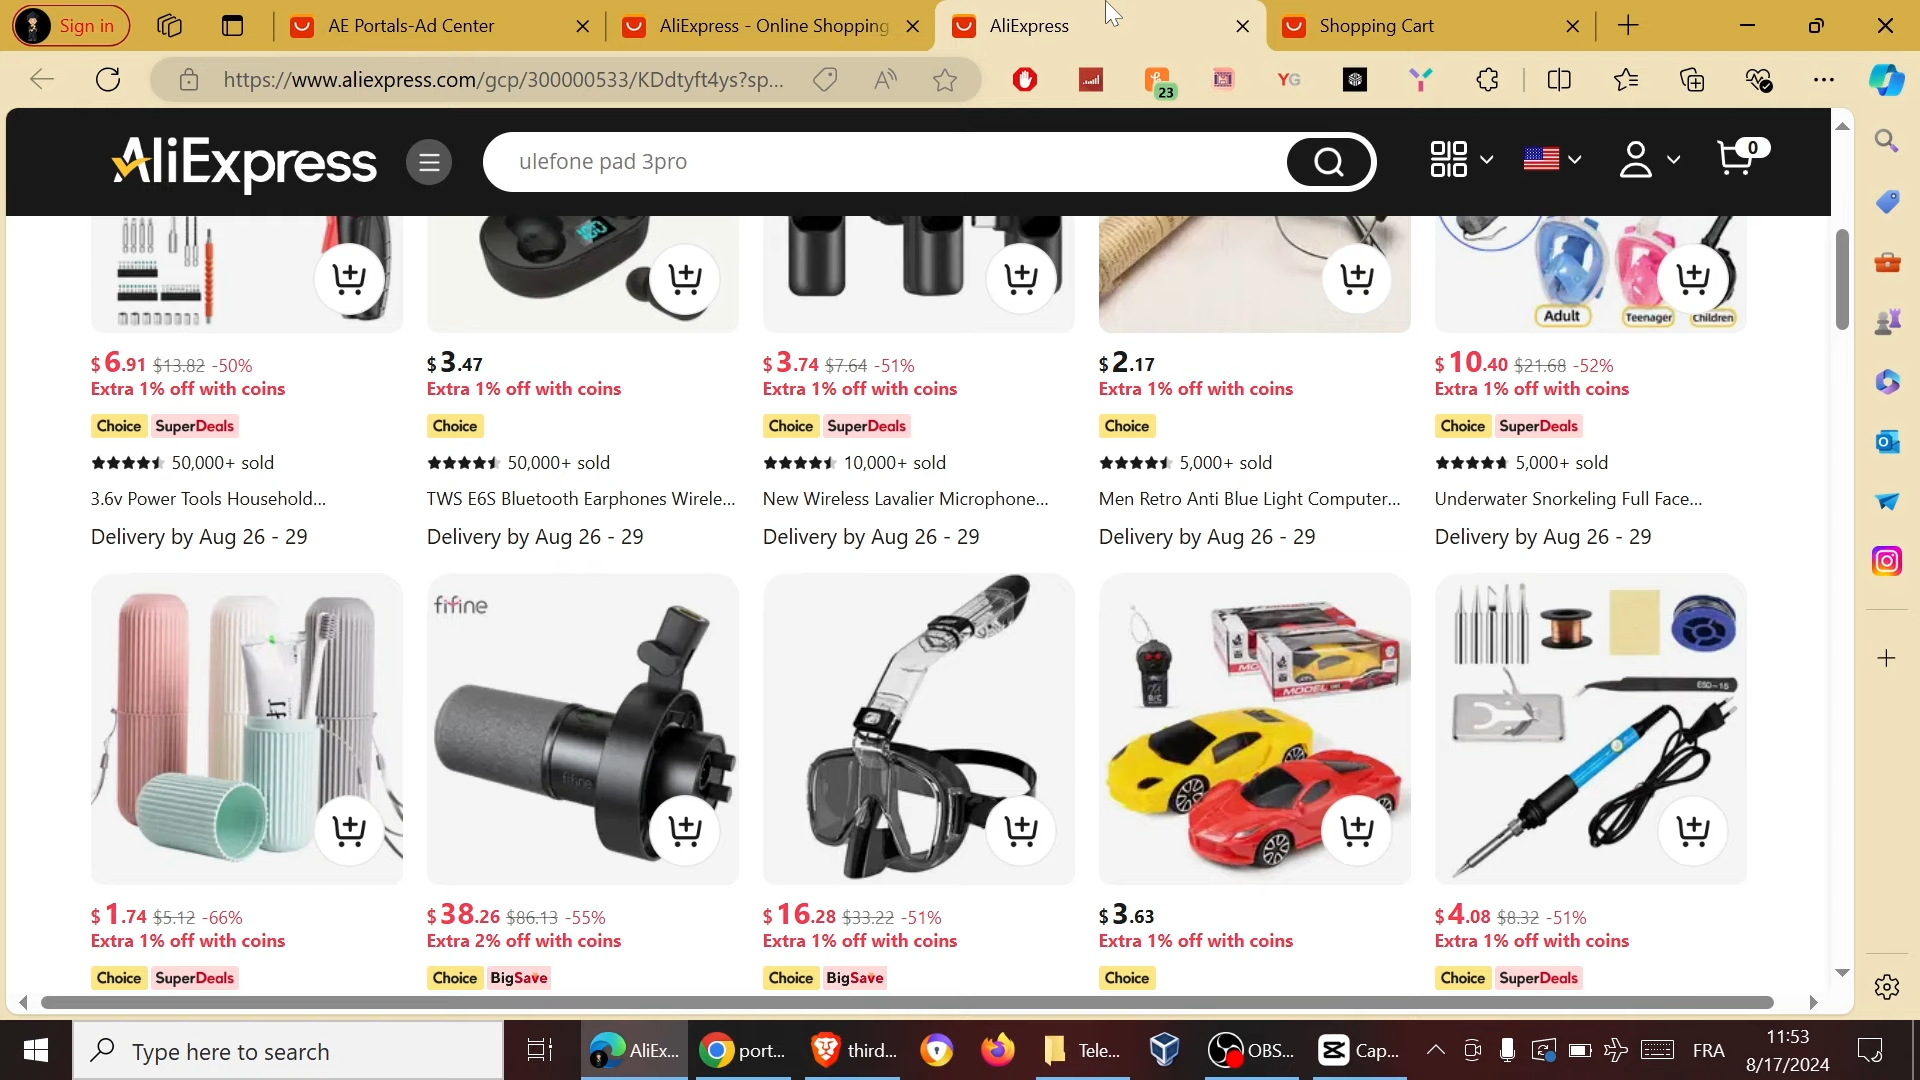 Sign in
AE Portals-Ad Center
AliExpress - Online Shopping
AliExpress
Shopping Cart
https://www.aliexpress.com/gcp/300000533/KDdtyft4ys?sp...
23
YG
AliExpress
ulefone pad 3pro
0
Adult
Teenager
Children
$6.91 $13.82 -50%
Extra 1% off with coins
Choice SuperDeals
50,000+ sold
3.6v Power Tools Household...
Delivery by Aug 26 - 29
$3.47
Extra 1% off with coins
Choice
50,000+ sold
TWS E6S Bluetooth Earphones Wirele...
Delivery by Aug 26 - 29
$3.74 $7.64 -51%
Extra 1% off with coins
Choice SuperDeals
10,000+ sold
New Wireless Lavalier Microphone...
Delivery by Aug 26 - 29
$2.17
Extra 1% off with coins
Choice
5,000+ sold
Men Retro Anti Blue Light Computer...
Delivery by Aug 26 - 29
$10.40 $21.68 -52%
Extra 1% off with coins
Choice SuperDeals
5,000+ sold
Underwater Snorkeling Full Face...
Delivery by Aug 26 - 29
fifine
fifine
MODEL
ESD-15
$1.74 $5.12 -66%
Extra 1% off with coins
Choice SuperDeals
$38.26 $86.13 -55%
Extra 2% off with coins
Choice BigSave
$16.28 $33.22 -51%
Extra 1% off with coins
Choice BigSave
$3.63
Extra 1% off with coins
Choice
$4.08 $8.32 -51%
Extra 1% off with coins
Choice SuperDeals
Type here to search
AliEx...
port...
third...
Tele...
OBS...
Cap...
FRA
11:53
8/17/2024